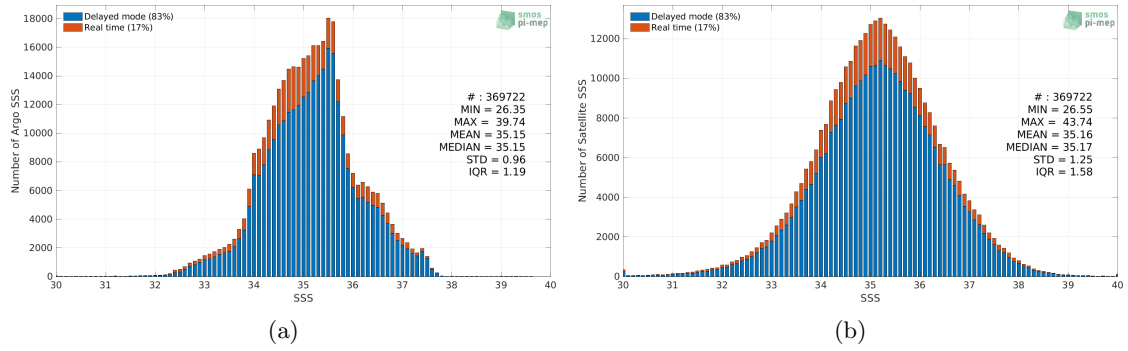 Delayed mode (83%)
Real time (17%)
smos
pi-mep
18000
16000
14000
12000
10000
8000
6000
4000
2000
0
Number of Argo SSS
# : 369722
MIN = 26.35
MAX = 39.74
MEAN = 35.15
MEDIAN = 35.15
STD = 0.96
IQR = 1.19
30 31 32 33 34 35 36 37 38 39 40
SSS
(a)
Delayed mode (83%)
Real time (17%)
smos
pi-mep
12000
10000
8000
6000
4000
2000
0
Number of Satellite SSS
# : 369722
MIN = 26.55
MAX = 43.74
MEAN = 35.16
MEDIAN = 35.17
STD = 1.25
IQR = 1.58
30 31 32 33 34 35 36 37 38 39 40
SSS
(b)